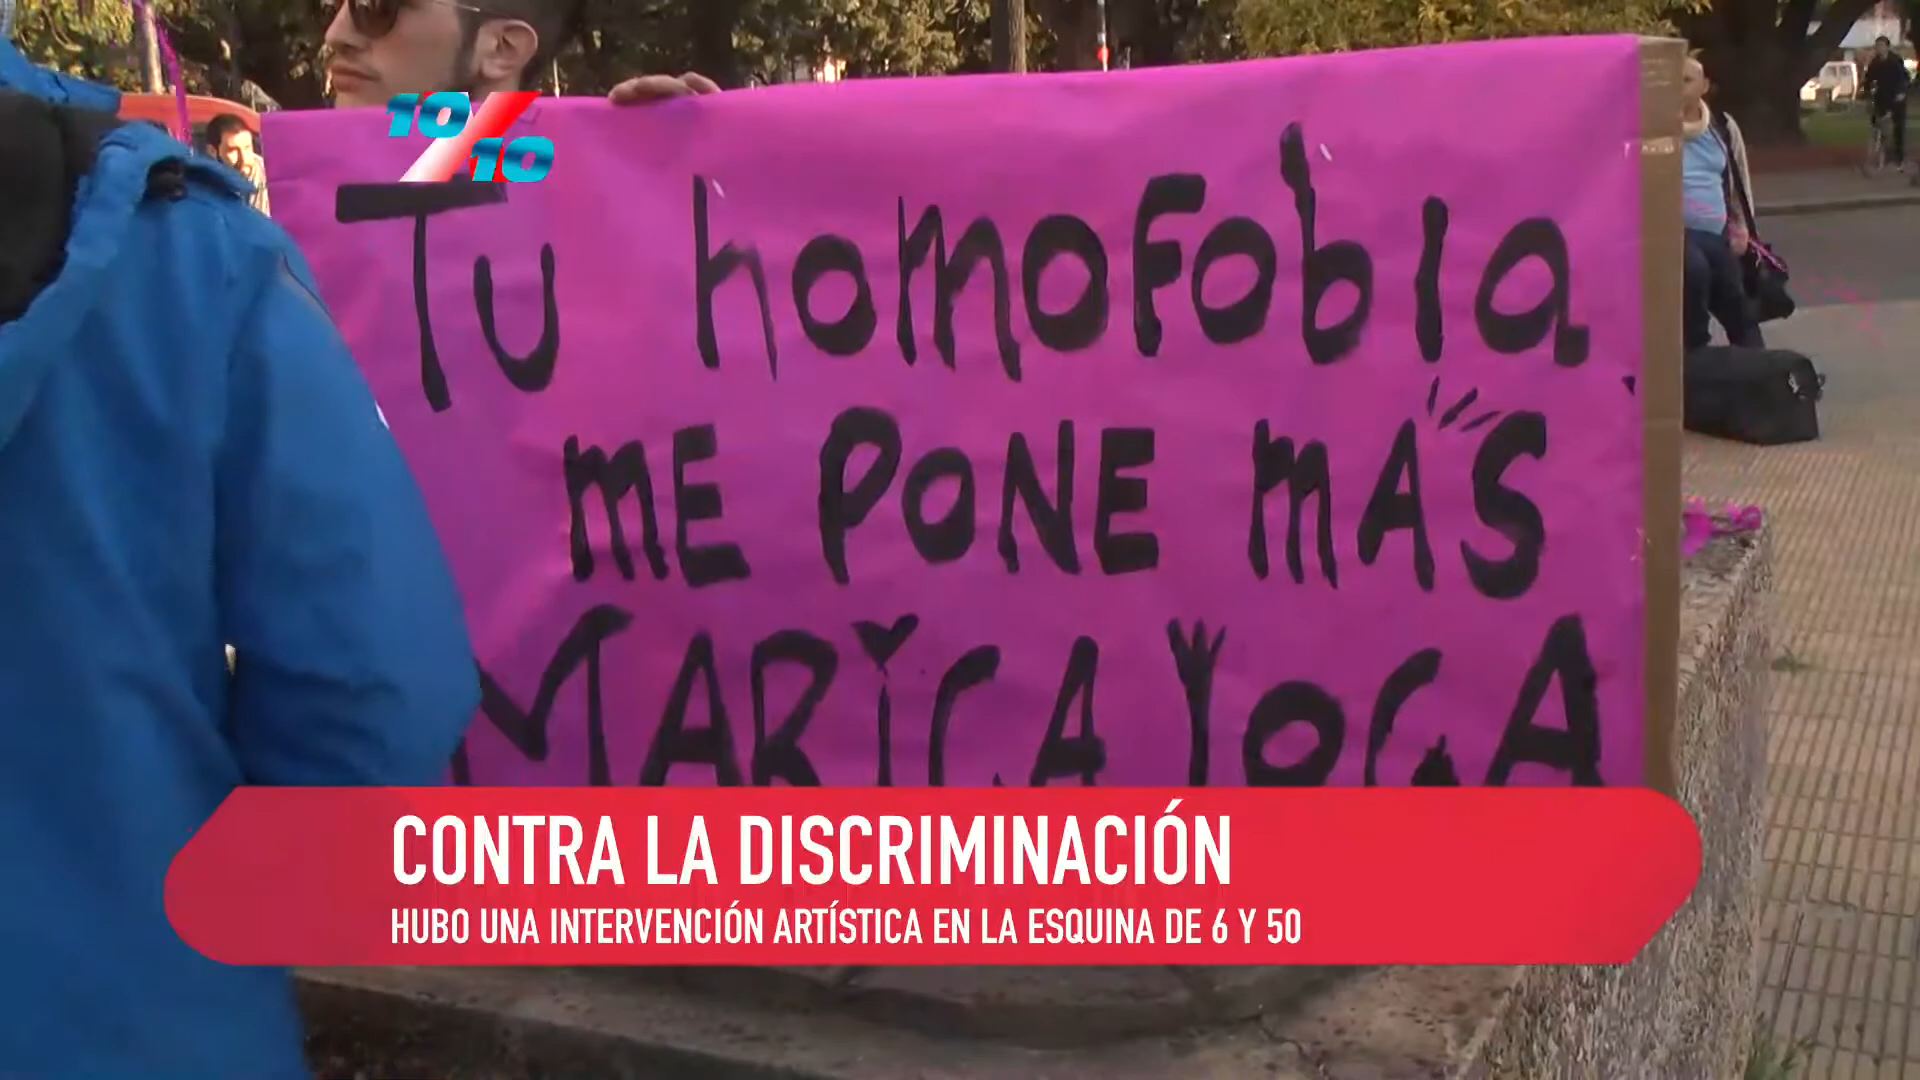 10/10
Tu homofobia
ME PONE MÁS
MARICA YOCA
CONTRA LA DISCRIMINACIÓN
HUBO UNA INTERVENCIÓN ARTÍSTICA EN LA ESQUINA DE 6 Y 50